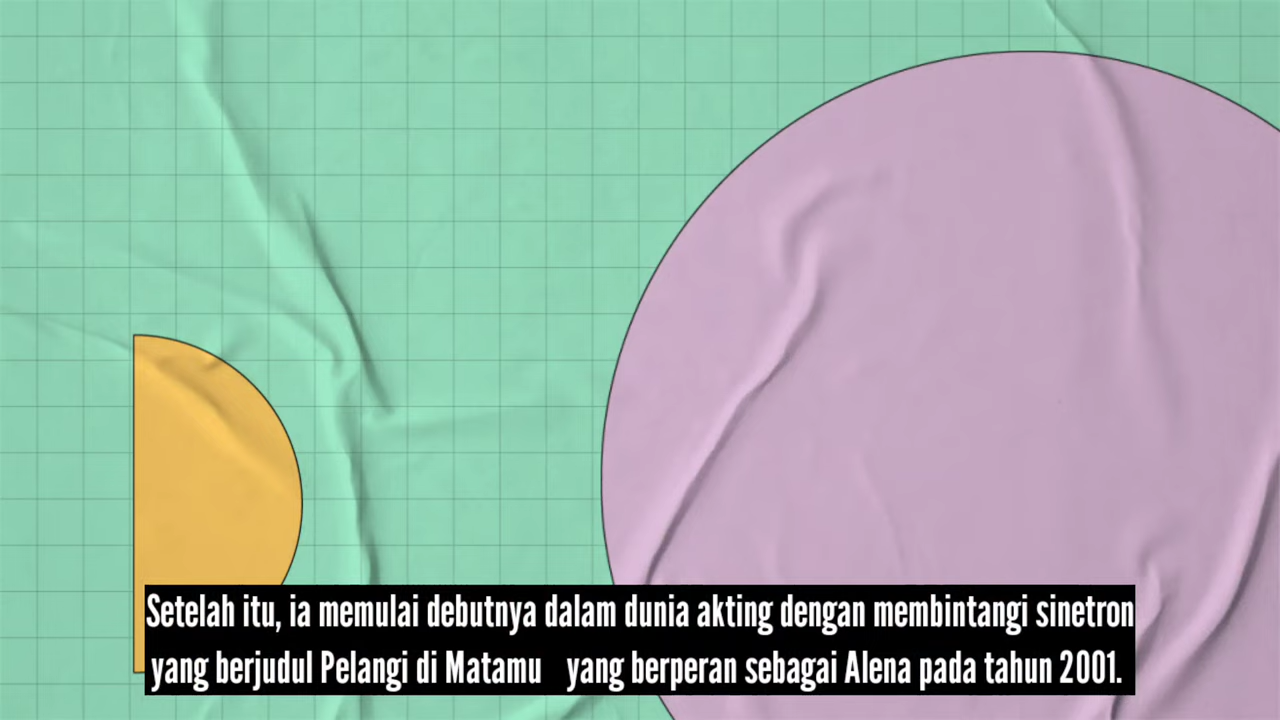 Setelah itu, ia memulai debutnya dalam dunia akting dengan membintangi sinetron
yang berjudul Pelangi di Matamu yang berperan sebagai Alena pada tahun 2001.